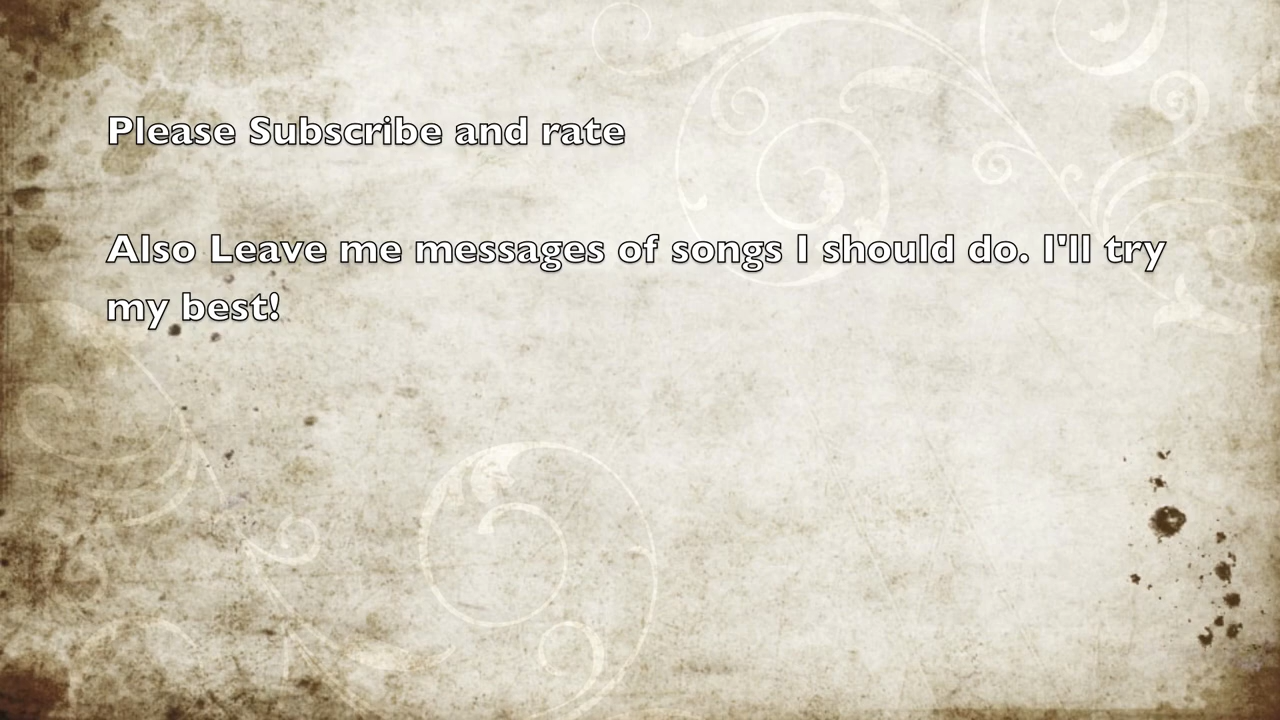 Please Subscribe and rate
Also Leave me messages of songs I should do. I'll try
my best!